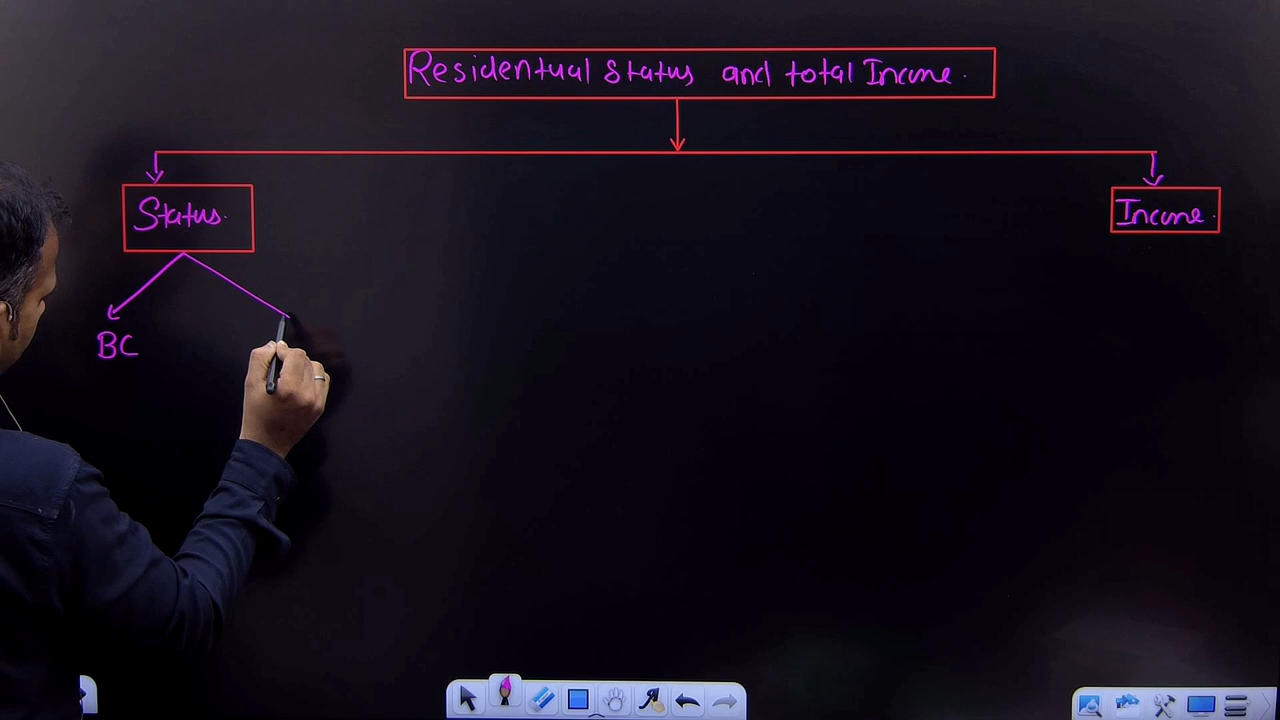 Residentual Status and total Income.
Status.
Income.
BC